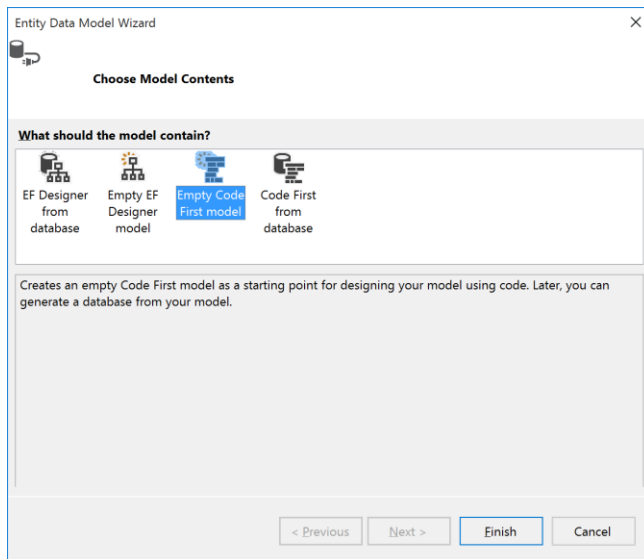 Entity Data Model Wizard
Choose Model Contents
What should the model contain?
EF Designer
from
database
Empty EF
Designer
model
Empty Code
First model
Code First
from
database
Creates an empty Code First model as a starting point for designing your model using code. Later, you can
generate a database from your model.
< Previous
Next >
Finish
Cancel